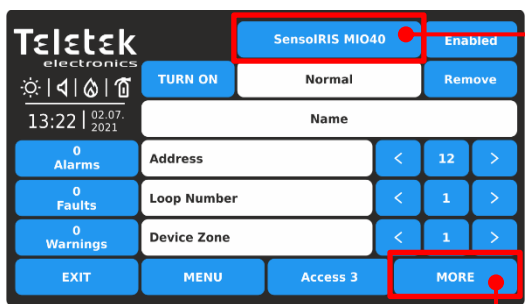 Teletek
electronics
SensoIRIS MIO40
Enabled
TURN ON
Normal
Remove
13:22
02.07.
2021
Name
0
Alarms
Address
<
12
>
0
Faults
Loop Number
<
1
>
0
Warnings
Device Zone
<
1
>
EXIT
MENU
Access 3
MORE